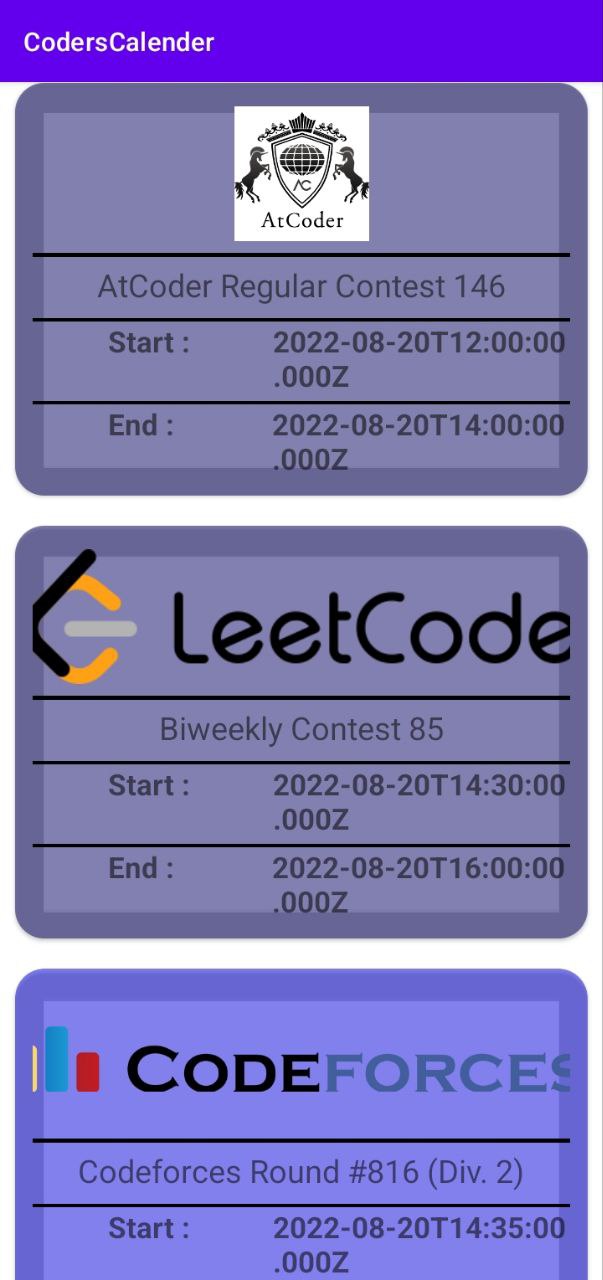 CodersCalender
AC
AtCoder
AtCoder Regular Contest 146
Start : 2022-08-20T12:00:00
.000Z
End : 2022-08-20T14:00:00
.000Z
LeetCode
Biweekly Contest 85
Start : 2022-08-20T14:30:00
.000Z
End : 2022-08-20T16:00:00
.000Z
CODEFORCES
Codeforces Round #816 (Div. 2)
Start : 2022-08-20T14:35:00
.000Z